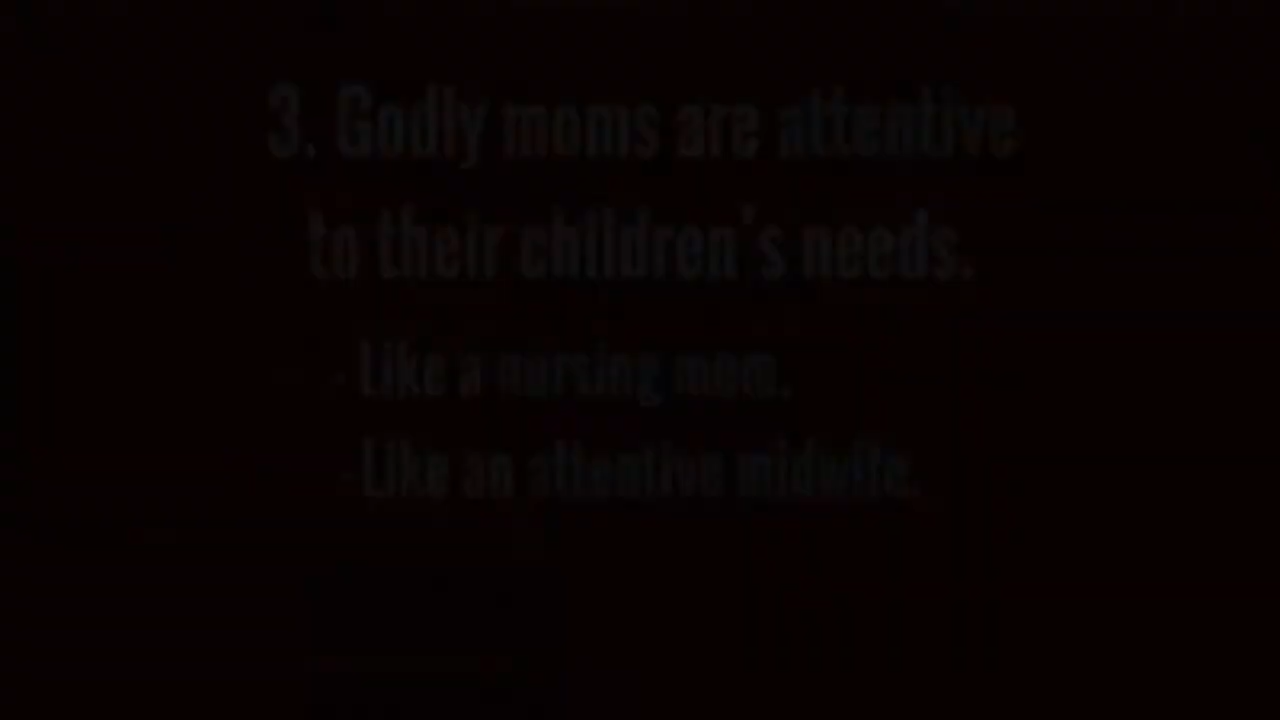 3. Godly moms are attentive
to their children's needs.
- Like a nursing mom.
-Like an attentive midwife.